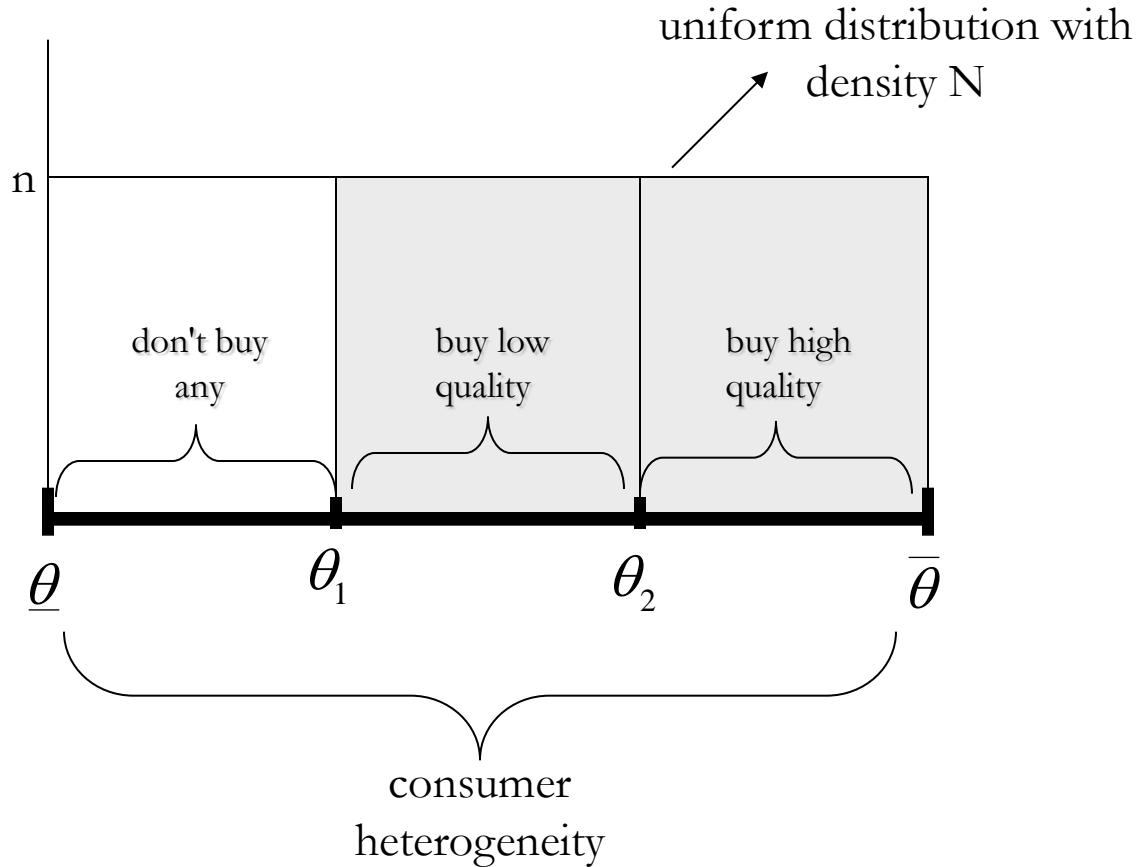 uniform distribution with
density N
n
don't buy
any
buy low
quality
buy high
quality
θ̲
θ₁
θ₂
θ̅
consumer
heterogeneity